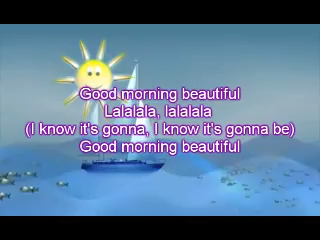 Good morning beautiful
Lalalala, lalalala
(I know it's gonna, I know it's gonna be)
Good morning beautiful